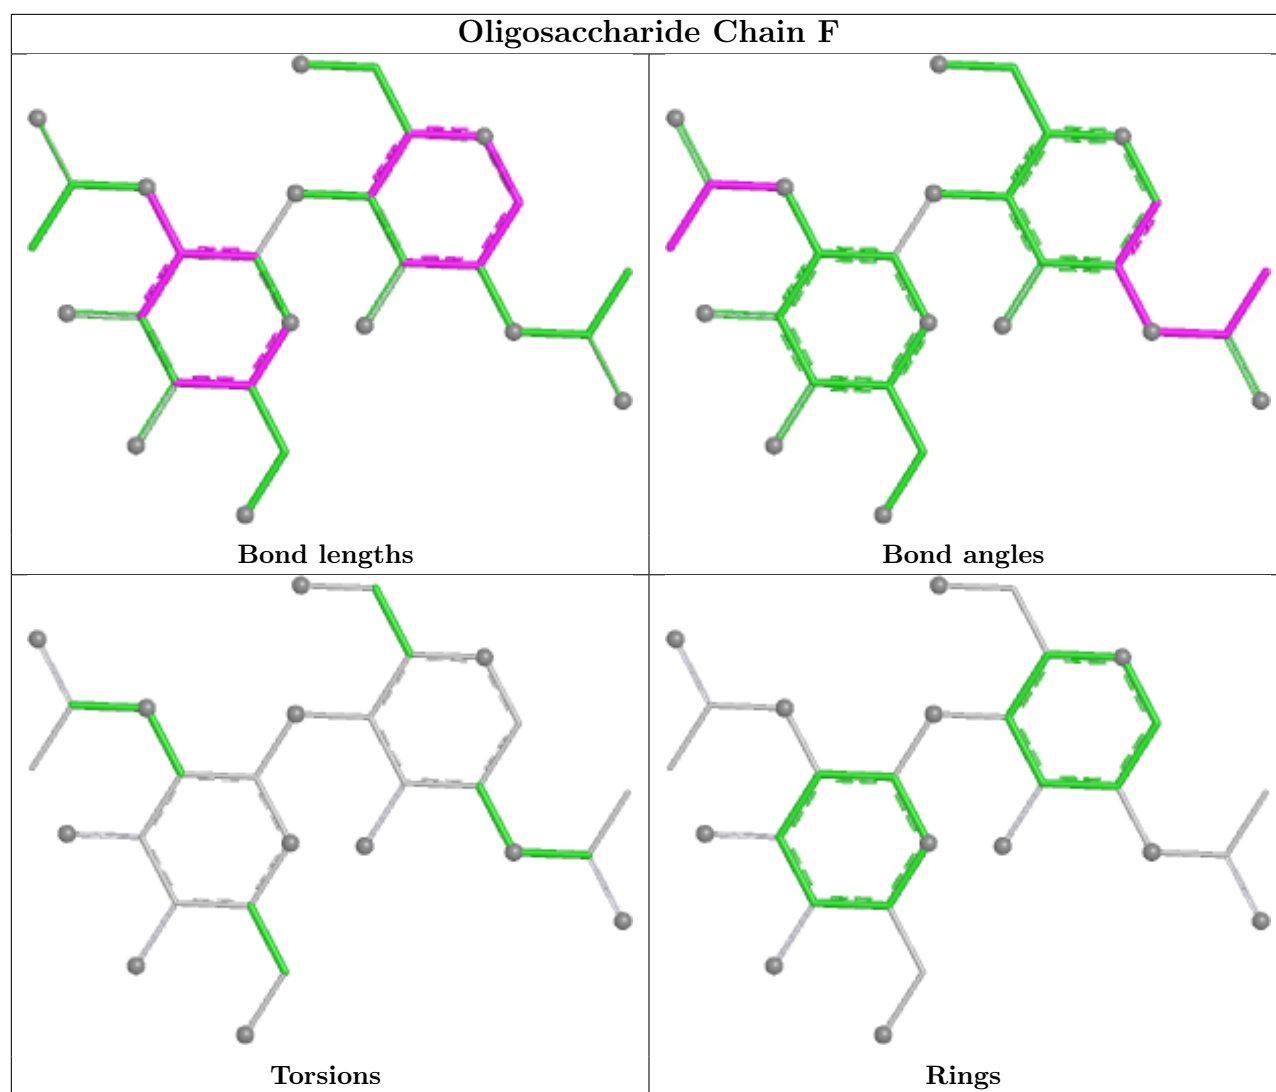 Oligosaccharide Chain F
Bond lengths
Bond angles
Torsions
Rings